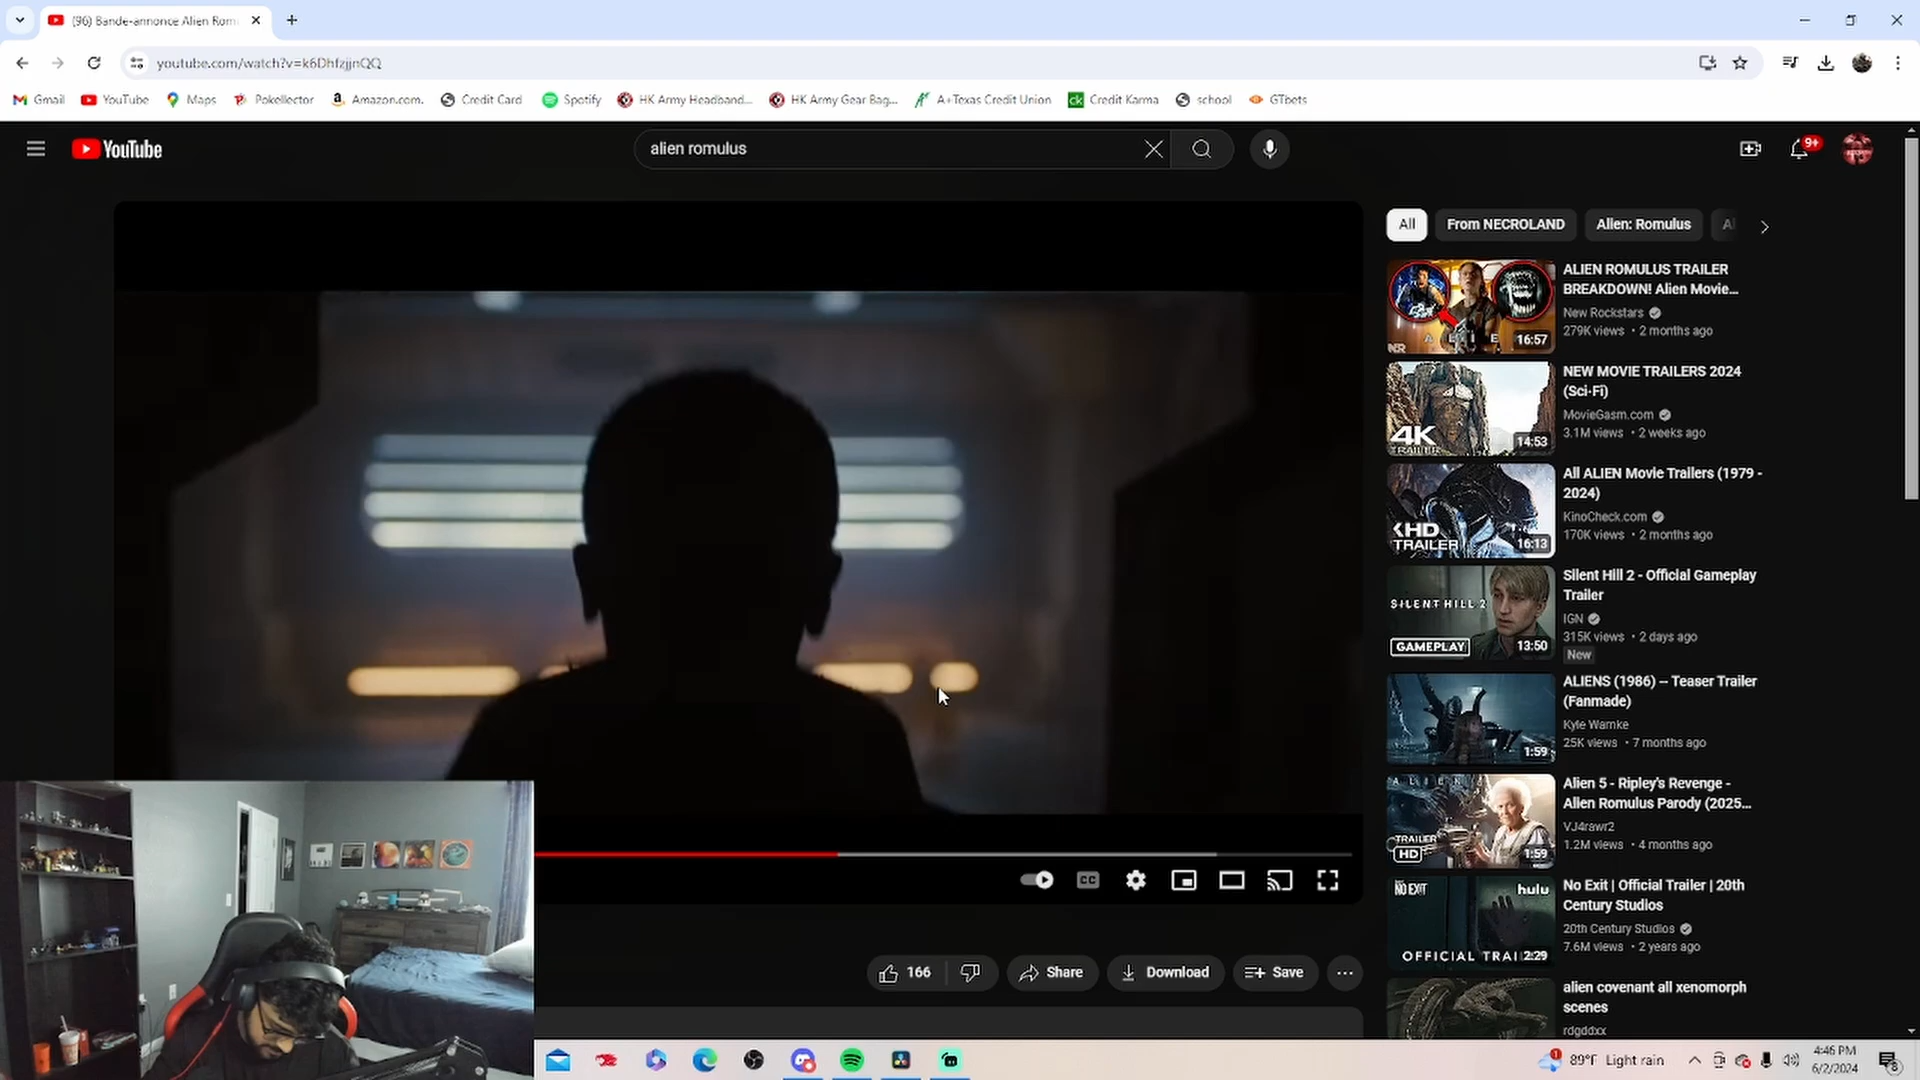 (96) Bande-annonce Alien Rom
youtube.com/watch?v=k6DhfzjjnQQ
Gmail
YouTube
Maps
Pokellector
Amazon.com.
Credit Card
Spotify
HK Army Headband...
HK Army Gear Bag...
A+Texas Credit Union
Credit Karma
school
GTbets
YouTube
alien romulus
9+
All
From NECROLAND
Alien: Romulus
16:57
ALIEN ROMULUS TRAILER
BREAKDOWN! Alien Movie...
New Rockstars
279K views • 2 months ago
4K
TRAILER
14:53
NEW MOVIE TRAILERS 2024
(Sci-Fi)
MovieGasm.com
3.1M views • 2 weeks ago
HD
TRAILER
16:13
All ALIEN Movie Trailers (1979 -
2024)
KinoCheck.com
170K views • 2 months ago
SILENT HILL 2
GAMEPLAY
13:50
Silent Hill 2 - Official Gameplay
Trailer
IGN
315K views • 2 days ago
New
1:59
ALIENS (1986) -- Teaser Trailer
(Fanmade)
Kyle Warnke
25K views • 7 months ago
TRAILER
HD
1:59
Alien 5 - Ripley's Revenge -
Alien Romulus Parody (2025...
VJ4rawr2
1.2M views • 4 months ago
NO EXIT
hulu
OFFICIAL TRAI
2:29
No Exit | Official Trailer | 20th
Century Studios
20th Century Studios
7.6M views • 2 years ago
alien covenant all xenomorph
scenes
rdgddxx
CC
166
Share
Download
Save
89°F Light rain
4:46 PM
6/2/2024